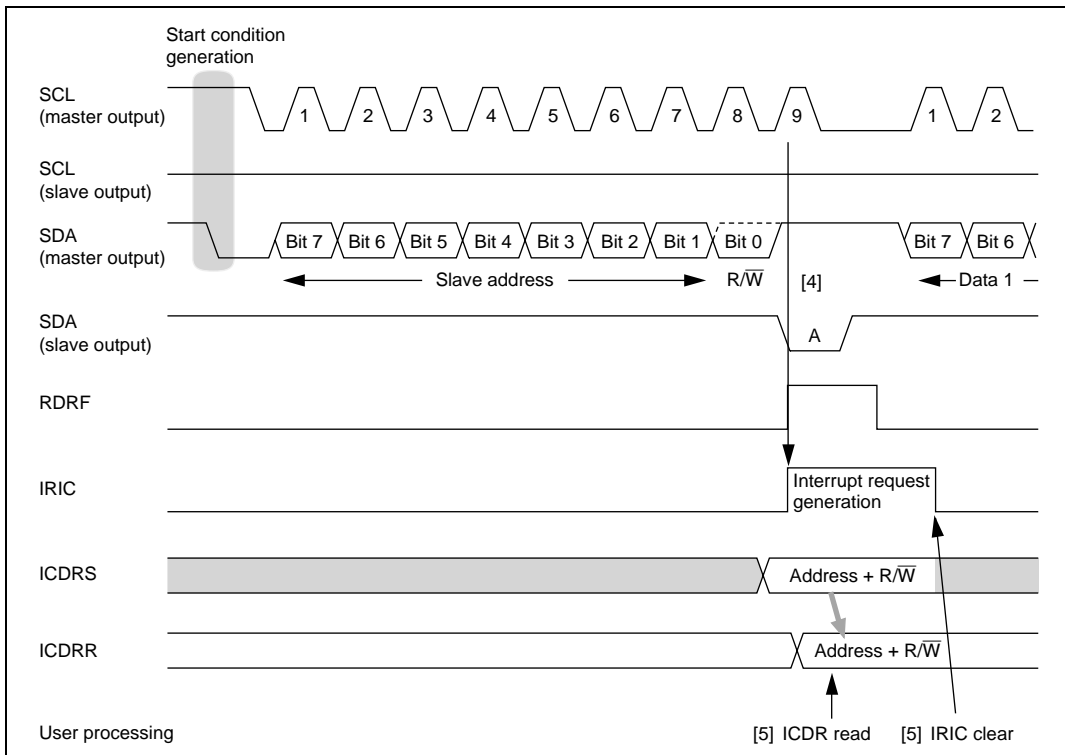 Start condition
generation
SCL
(master output)
1 2 3 4 5 6 7 8 9 1 2
SCL
(slave output)
SDA
(master output)
Bit 7 Bit 6 Bit 5 Bit 4 Bit 3 Bit 2 Bit 1 Bit 0 Bit 7 Bit 6
Slave address R/W̅ [4] Data 1
SDA
(slave output)
A
RDRF
IRIC
Interrupt request
generation
ICDRS
Address + R/W̅
ICDRR
Address + R/W̅
User processing [5] ICDR read [5] IRIC clear